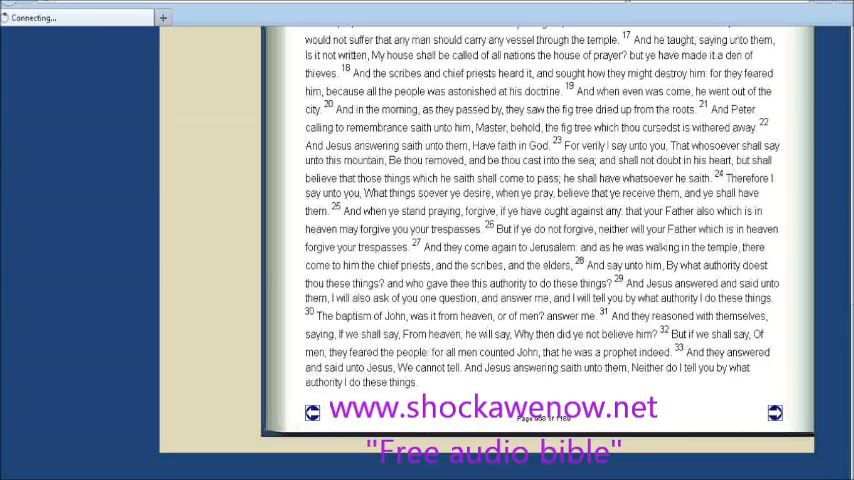 Connecting...
would not suffer that any man should carry any vessel through the temple. 17 And he taught, saying unto them,
Is it not written, My house shall be called of all nations the house of prayer? but ye have made it a den of
thieves. 18 And the scribes and chief priests heard it, and sought how they might destroy him: for they feared
him, because all the people was astonished at his doctrine. 19 And when even was come, he went out of the
city. 20 And in the morning, as they passed by, they saw the fig tree dried up from the roots. 21 And Peter
calling to remembrance saith unto him, Master, behold, the fig tree which thou cursedst is withered away. 22
And Jesus answering saith unto them, Have faith in God. 23 For verily I say unto you, That whosoever shall say
unto this mountain, Be thou removed, and be thou cast into the sea; and shall not doubt in his heart, but shall
believe that those things which he saith shall come to pass; he shall have whatsoever he saith. 24 Therefore I
say unto you, What things soever ye desire, when ye pray, believe that ye receive them, and ye shall have
them. 25 And when ye stand praying, forgive, if ye have ought against any: that your Father also which is in
heaven may forgive you your trespasses. 26 But if ye do not forgive, neither will your Father which is in heaven
forgive your trespasses. 27 And they come again to Jerusalem: and as he was walking in the temple, there
come to him the chief priests, and the scribes, and the elders, 28 And say unto him, By what authority doest
thou these things? and who gave thee this authority to do these things? 29 And Jesus answered and said unto
them, I will also ask of you one question, and answer me, and I will tell you by what authority I do these things.
30 The baptism of John, was it from heaven, or of men? answer me. 31 And they reasoned with themselves,
saying, If we shall say, From heaven; he will say, Why then did ye not believe him? 32 But if we shall say, Of
men; they feared the people: for all men counted John, that he was a prophet indeed. 33 And they answered
and said unto Jesus, We cannot tell. And Jesus answering saith unto them, Neither do I tell you by what
authority I do these things.
www.shockawenow.net
Page of 1189
"Free audio bible"